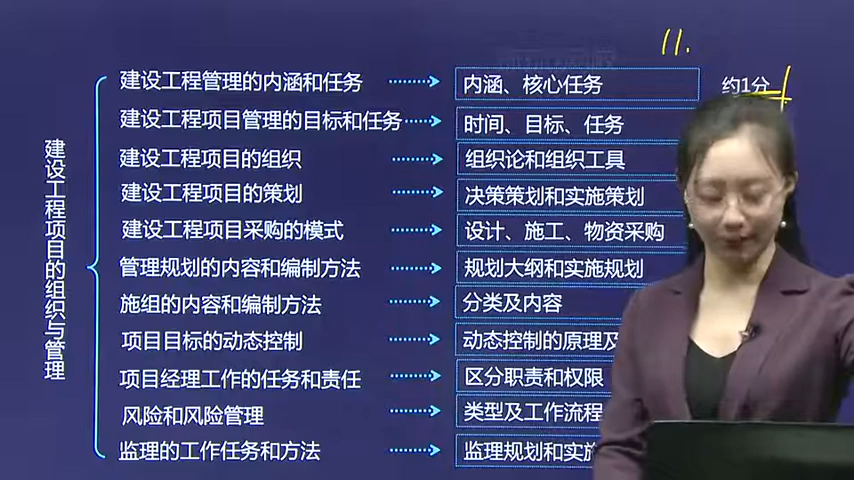 11.
建设工程项目的组织与管理
建设工程管理的内涵和任务 内涵、核心任务 约1分
建设工程项目管理的目标和任务 时间、目标、任务
建设工程项目的组织 组织论和组织工具
建设工程项目的策划 决策策划和实施策划
建设工程项目采购的模式 设计、施工、物资采购
管理规划的内容和编制方法 规划大纲和实施规划
施组的内容和编制方法 分类及内容
项目目标的动态控制 动态控制的原理及
项目经理工作的任务和责任 区分职责和权限
风险和风险管理 类型及工作流程
监理的工作任务和方法 监理规划和实施